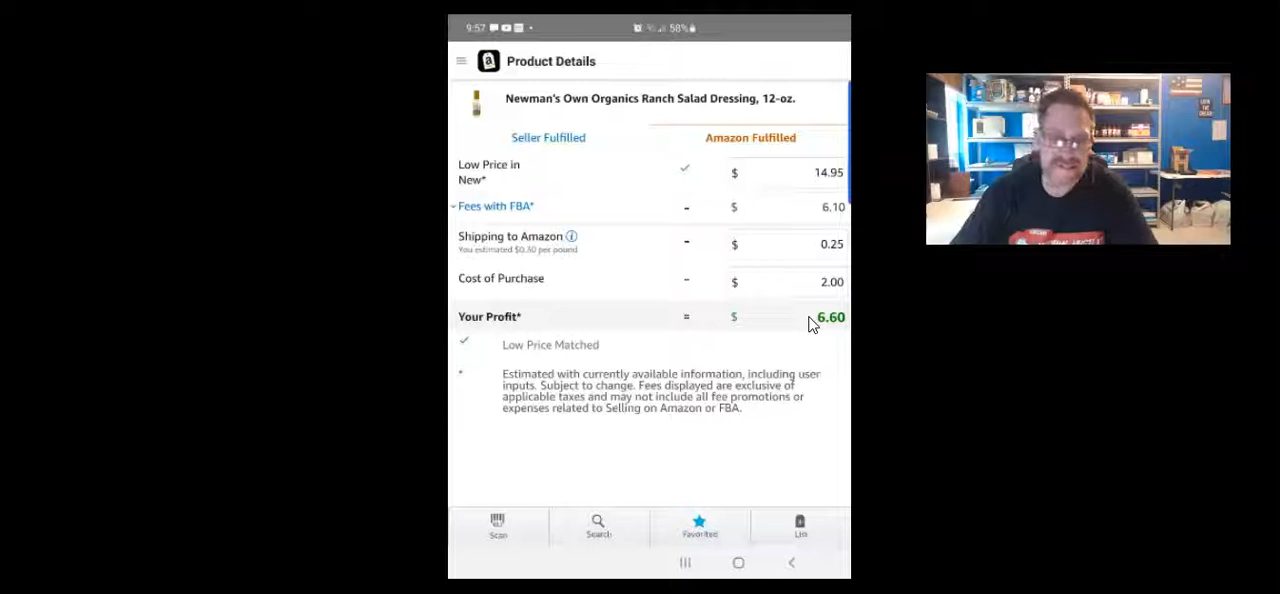 9:57 58%
Product Details
Newman's Own Organics Ranch Salad Dressing, 12-oz.
Seller Fulfilled Amazon Fulfilled
Low Price in
New* $ 14.95
Fees with FBA* - $ 6.10
Shipping to Amazon - $ 0.25
You estimated $0.30 per pound
Cost of Purchase - $ 2.00
Your Profit* = $ 6.60
Low Price Matched
* Estimated with currently available information, including user
inputs. Subject to change. Fees displayed are exclusive of
applicable taxes and may not include all fee promotions or
expenses related to Selling on Amazon or FBA.
Scan Search Favorites List